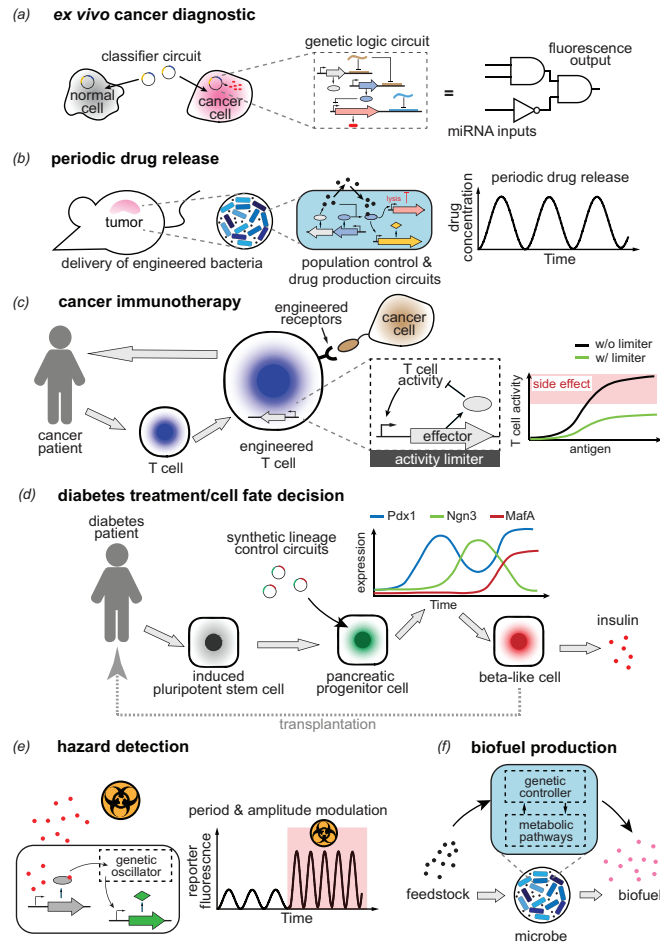 (a) ex vivo cancer diagnostic
classifier circuit
normal
cell
cancer
cell
genetic logic circuit
=
fluorescence
output
miRNA inputs
(b) periodic drug release
tumor
delivery of engineered bacteria
lysis
population control &
drug production circuits
periodic drug release
drug
concentration
Time
(c) cancer immunotherapy
engineered
receptors
cancer
cell
cancer
patient
T cell
engineered
T cell
T cell
activity
effector
activity limiter
w/o limiter
w/ limiter
side effect
T cell activity
antigen
(d) diabetes treatment/cell fate decision
diabetes
patient
synthetic lineage
control circuits
Pdx1 Ngn3 MafA
expression
Time
induced
pluripotent stem cell
pancreatic
progenitor cell
beta-like cell
insulin
transplantation
(e) hazard detection
genetic
oscillator
period & amplitude modulation
reporter
fluorescnce
Time
(f) biofuel production
genetic
controller
metabolic
pathways
feedstock
microbe
biofuel